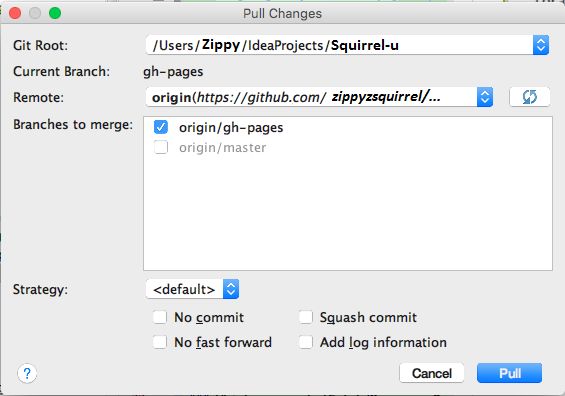 Pull Changes
Git Root: /Users/Zippy/IdeaProjects/Squirrel-u
Current Branch: gh-pages
Remote: origin(https://github.com/ zippyzsquirrel/...
Branches to merge: origin/gh-pages
origin/master
Strategy: <default>
No commit Squash commit
No fast forward Add log information
? Cancel Pull